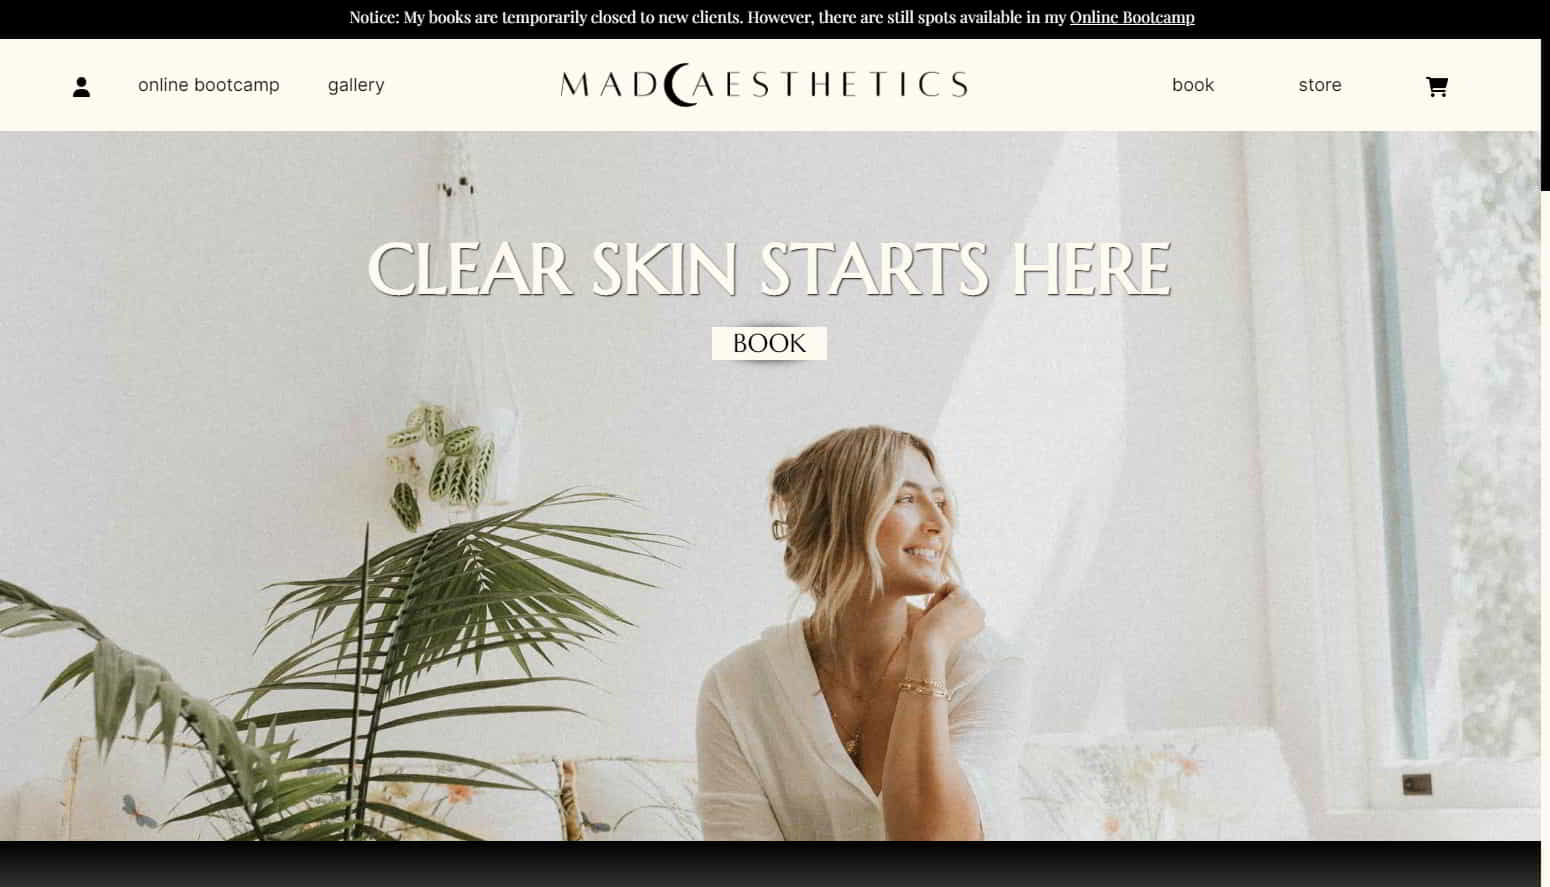 Notice: My books are temporarily closed to new clients. However, there are still spots available in my Online Bootcamp
online bootcamp
gallery
MAD AESTHETICS
book
store
CLEAR SKIN STARTS HERE
BOOK